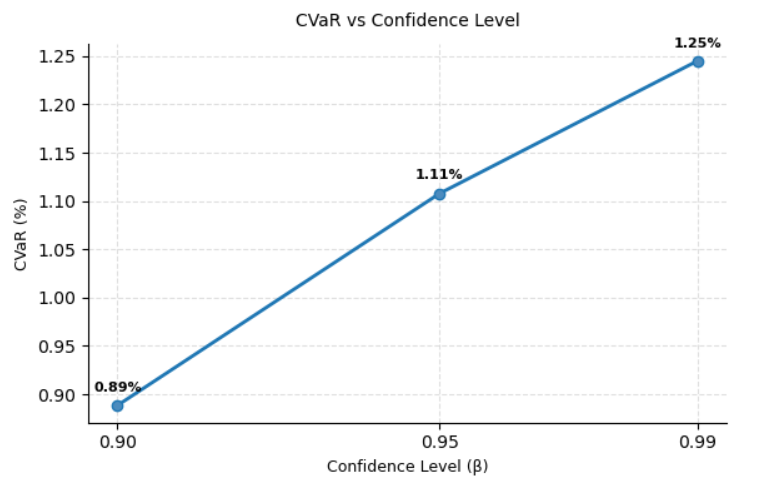 CVaR vs Confidence Level
1.25%
1.25
1.20
1.15
1.11%
1.10
1.05
1.00
0.95
0.89%
0.90
CVaR (%)
0.90 0.95 0.99
Confidence Level (β)